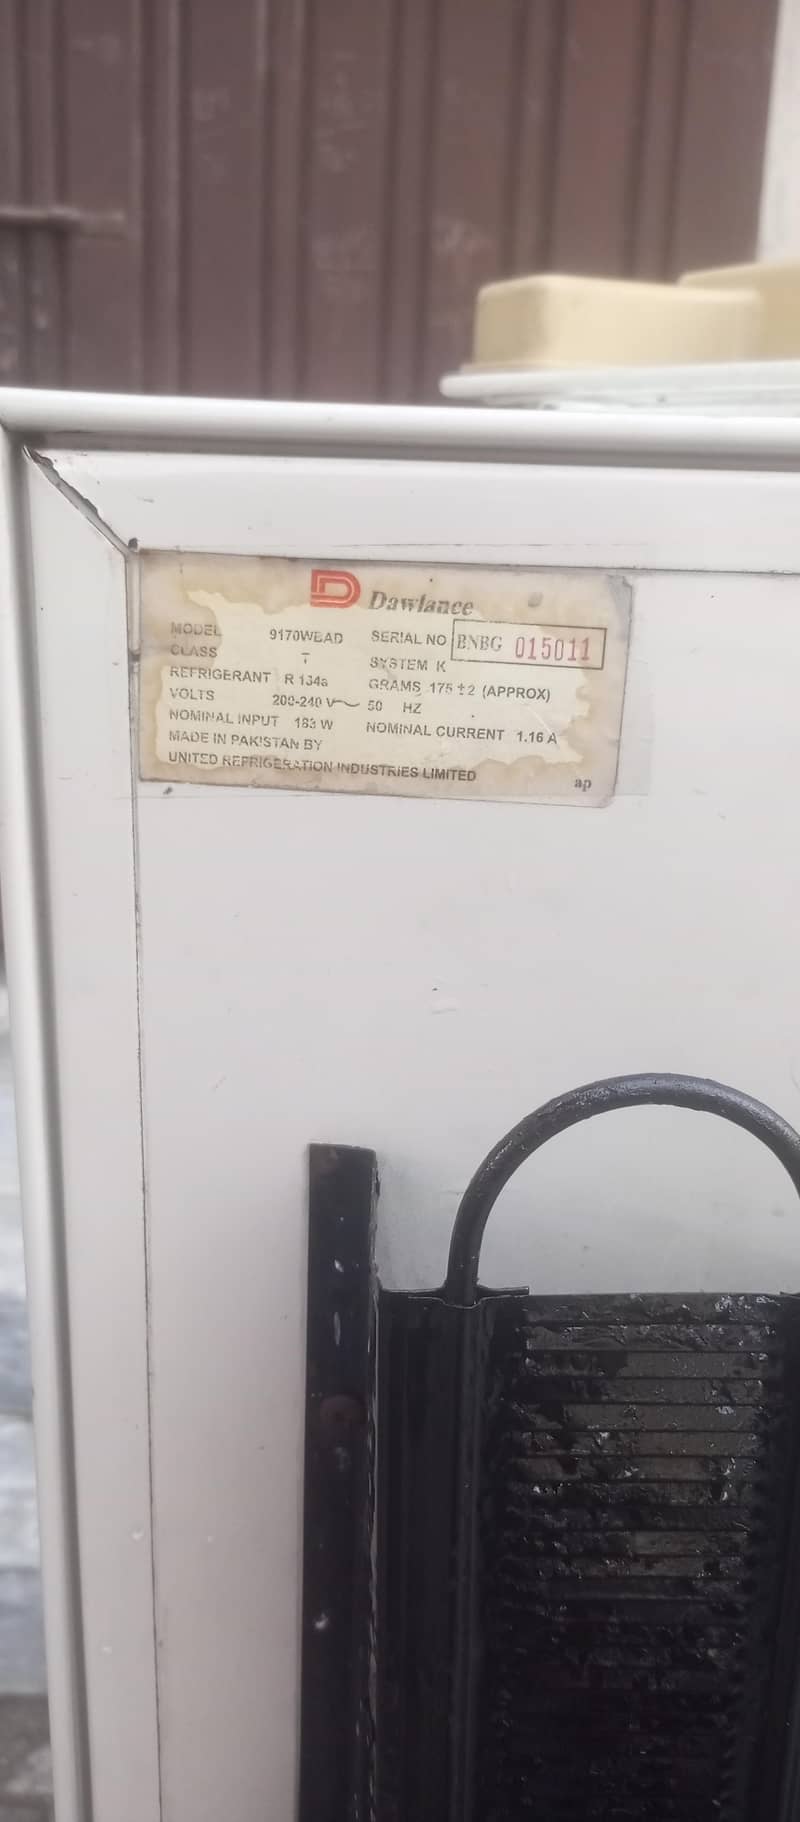 Dawlance
MODEL 9170WBAD SERIAL NO BNBG 015011
CLASS T SYSTEM K
REFRIGERANT R 134a GRAMS 175 ±2 (APPROX)
VOLTS 200-240 V~ 50 HZ
NOMINAL INPUT 183 W NOMINAL CURRENT 1.16 A
MADE IN PAKISTAN BY
UNITED REFRIGERATION INDUSTRIES LIMITED
ap